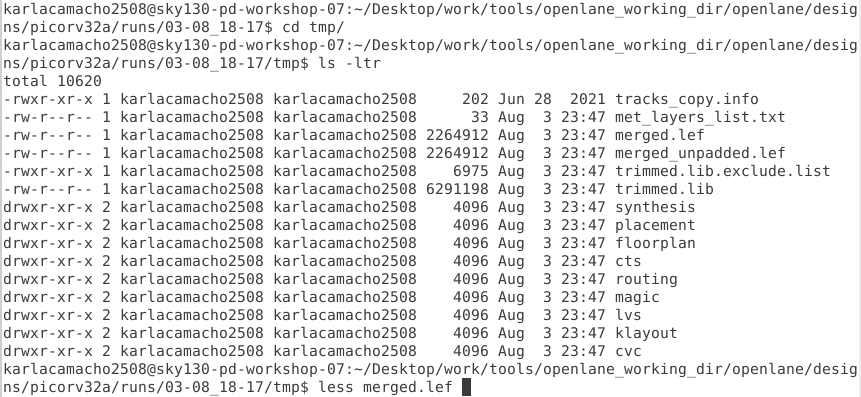 karlacamacho2508@sky130-pd-workshop-07:~/Desktop/work/tools/openlane_working_dir/openlane/desig
ns/picorv32a/runs/03-08_18-17$ cd tmp/
karlacamacho2508@sky130-pd-workshop-07:~/Desktop/work/tools/openlane_working_dir/openlane/desig
ns/picorv32a/runs/03-08_18-17/tmp$ ls -ltr
total 10620
-rwxr-xr-x 1 karlacamacho2508 karlacamacho2508     202 Jun 28  2021 tracks_copy.info
-rw-r--r-- 1 karlacamacho2508 karlacamacho2508      33 Aug  3 23:47 met_layers_list.txt
-rw-r--r-- 1 karlacamacho2508 karlacamacho2508 2264912 Aug  3 23:47 merged.lef
-rw-r--r-- 1 karlacamacho2508 karlacamacho2508 2264912 Aug  3 23:47 merged_unpadded.lef
-rwxr-xr-x 1 karlacamacho2508 karlacamacho2508    6975 Aug  3 23:47 trimmed.lib.exclude.list
-rw-r--r-- 1 karlacamacho2508 karlacamacho2508 6291198 Aug  3 23:47 trimmed.lib
drwxr-xr-x 2 karlacamacho2508 karlacamacho2508    4096 Aug  3 23:47 synthesis
drwxr-xr-x 2 karlacamacho2508 karlacamacho2508    4096 Aug  3 23:47 placement
drwxr-xr-x 2 karlacamacho2508 karlacamacho2508    4096 Aug  3 23:47 floorplan
drwxr-xr-x 2 karlacamacho2508 karlacamacho2508    4096 Aug  3 23:47 cts
drwxr-xr-x 2 karlacamacho2508 karlacamacho2508    4096 Aug  3 23:47 routing
drwxr-xr-x 2 karlacamacho2508 karlacamacho2508    4096 Aug  3 23:47 magic
drwxr-xr-x 2 karlacamacho2508 karlacamacho2508    4096 Aug  3 23:47 lvs
drwxr-xr-x 2 karlacamacho2508 karlacamacho2508    4096 Aug  3 23:47 klayout
drwxr-xr-x 2 karlacamacho2508 karlacamacho2508    4096 Aug  3 23:47 cvc
karlacamacho2508@sky130-pd-workshop-07:~/Desktop/work/tools/openlane_working_dir/openlane/desig
ns/picorv32a/runs/03-08_18-17/tmp$ less merged.lef